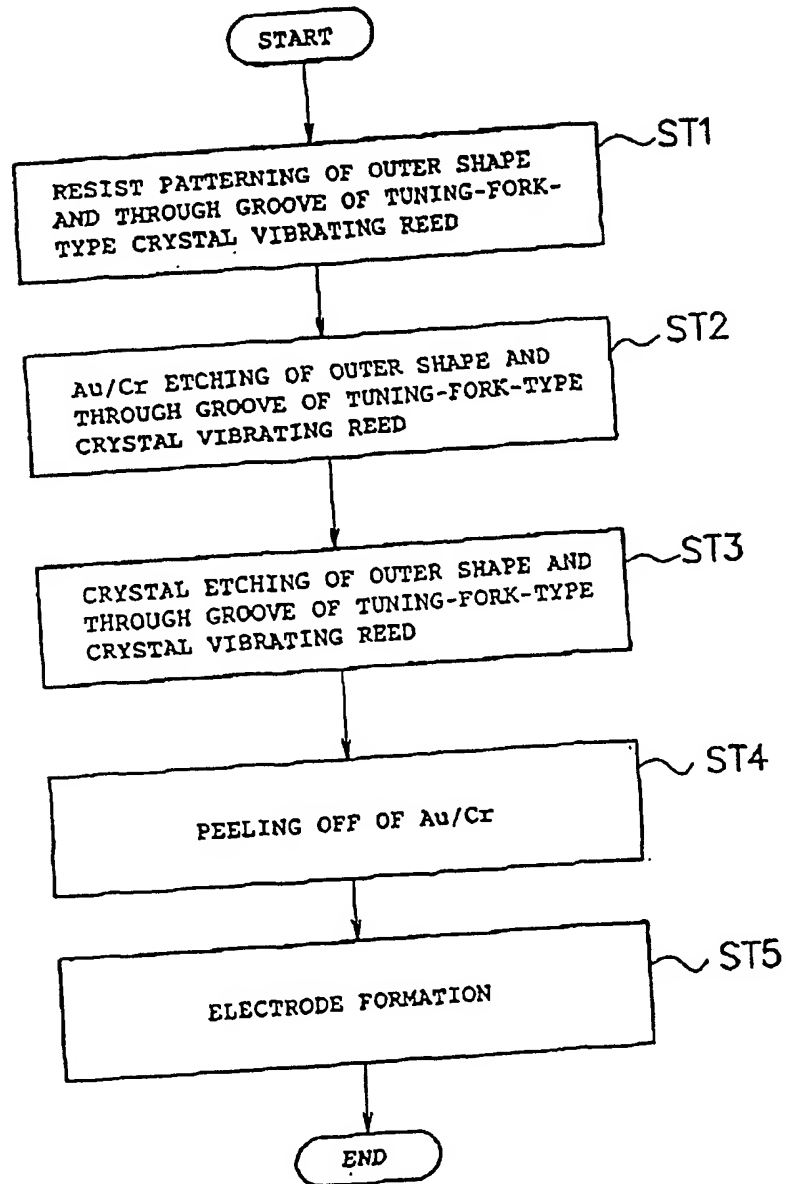 START
ST1
RESIST PATTERNING OF OUTER SHAPE
AND THROUGH GROOVE OF TUNING-FORK-
TYPE CRYSTAL VIBRATING REED
ST2
Au/Cr ETCHING OF OUTER SHAPE AND
THROUGH GROOVE OF TUNING-FORK-TYPE
CRYSTAL VIBRATING REED
ST3
CRYSTAL ETCHING OF OUTER SHAPE AND
THROUGH GROOVE OF TUNING-FORK-TYPE
CRYSTAL VIBRATING REED
ST4
PEELING OFF OF Au/Cr
ST5
ELECTRODE FORMATION
END